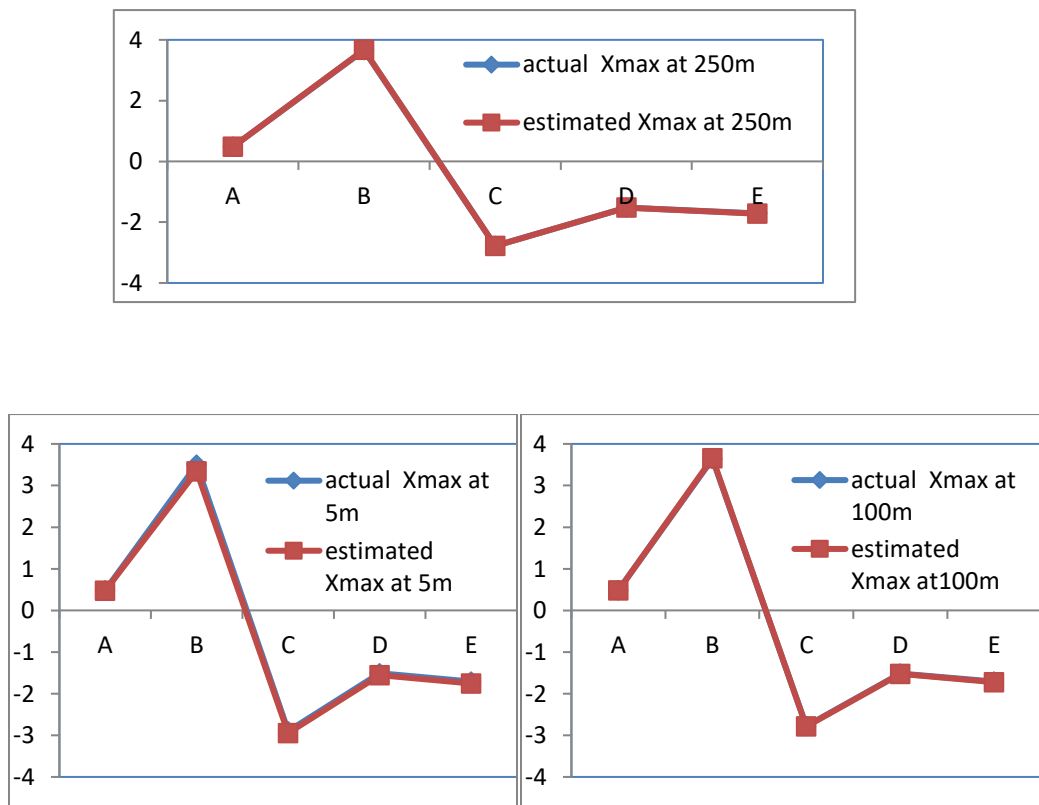 4
actual Xmax at 250m
2
estimated Xmax at 250m
0
A B C D E
-2
-4
4
actual Xmax at
5m
3
2
estimated
Xmax at 5m
1
0
A B C D E
-1
-2
-3
-4
4
actual Xmax at
100m
3
2
estimated
Xmax at100m
1
0
A B C D E
-1
-2
-3
-4